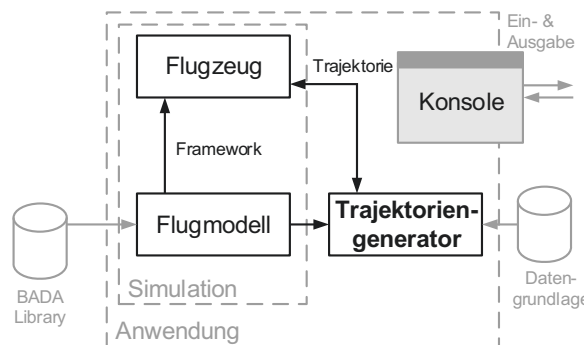 Ein- &
Ausgabe
Flugzeug
Trajektorie
Konsole
Framework
Flugmodell
Trajektorien-
generator
BADA
Library
Daten-
grundlage
Simulation
Anwendung